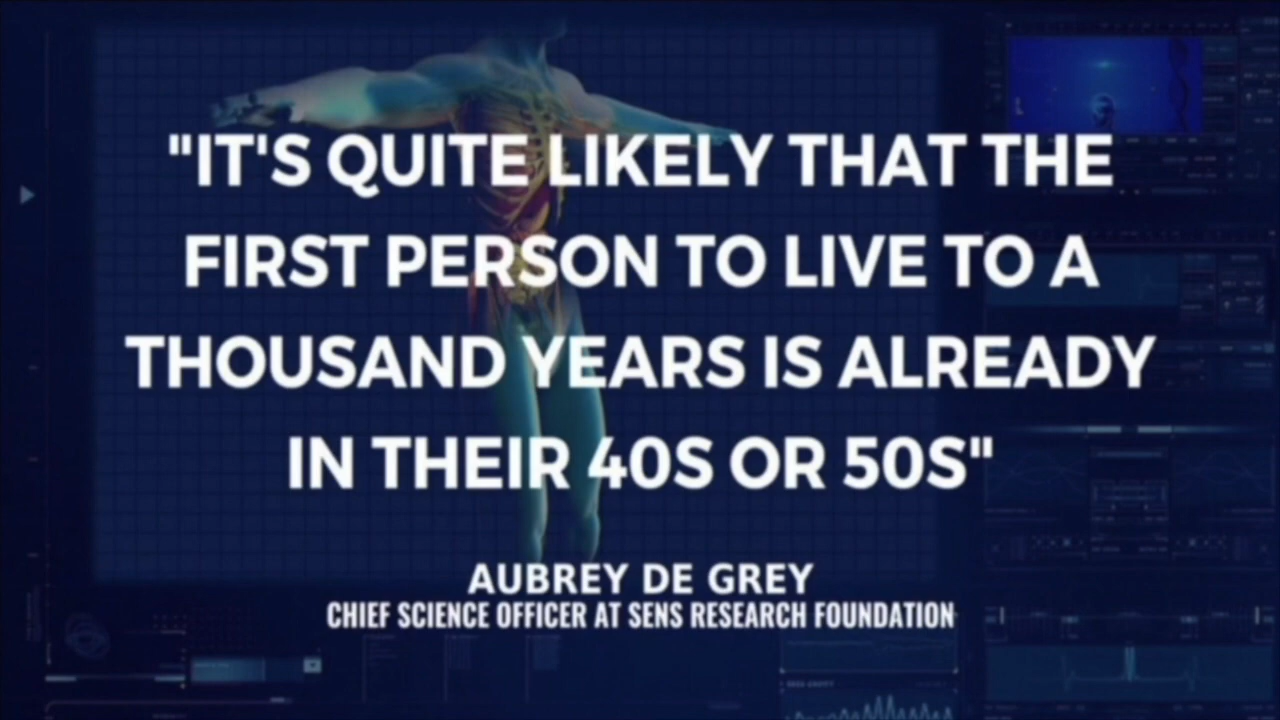 "IT'S QUITE LIKELY THAT THE
FIRST PERSON TO LIVE TO A
THOUSAND YEARS IS ALREADY
IN THEIR 40S OR 50S"
AUBREY DE GREY
CHIEF SCIENCE OFFICER AT SENS RESEARCH FOUNDATION